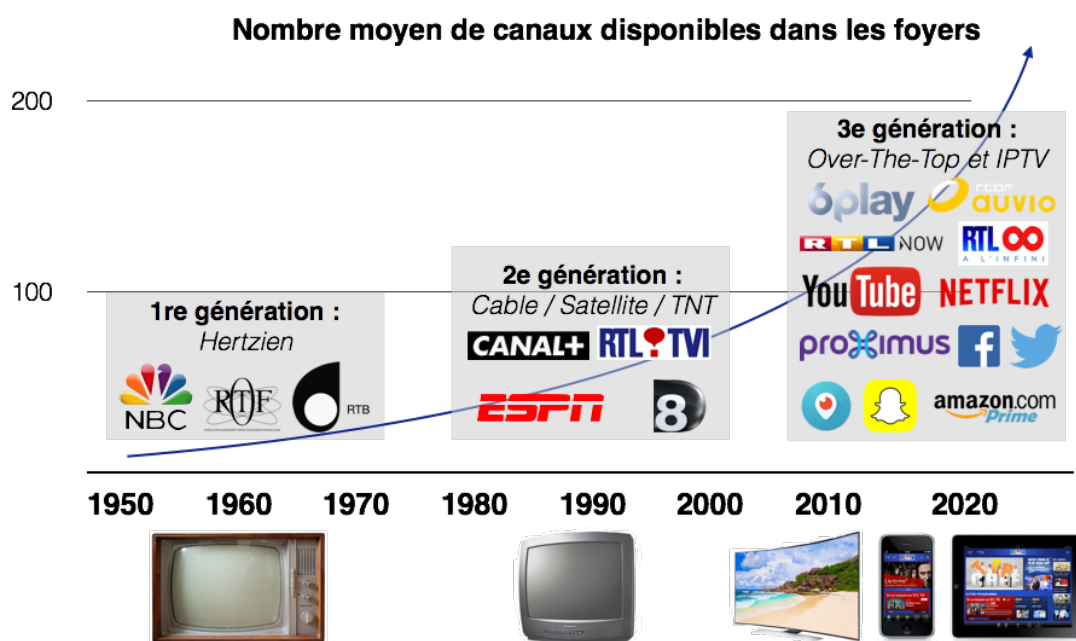 Nombre moyen de canaux disponibles dans les foyers
200
100
1re génération :
Hertzien
NBC
RTF
RTB
2e génération :
Cable / Satellite / TNT
CANAL+
RTL TVI
ESPN
8
3e génération :
Over-The-Top et IPTV
6play
rtbf
auvio
RTL NOW
RTL
A L'INFINI
YouTube
NETFLIX
proximus
f
amazon.com
Prime
1950 1960 1970 1980 1990 2000 2010 2020